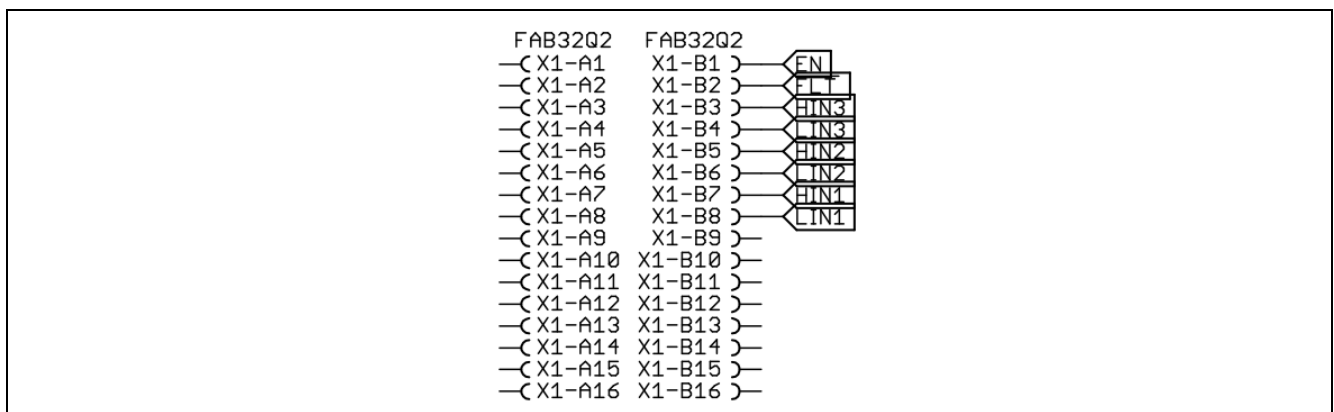 FAB32Q2 FAB32Q2
X1-A1 X1-B1 EN
X1-A2 X1-B2 FLT
X1-A3 X1-B3 HIN3
X1-A4 X1-B4 LIN3
X1-A5 X1-B5 HIN2
X1-A6 X1-B6 LIN2
X1-A7 X1-B7 HIN1
X1-A8 X1-B8 LIN1
X1-A9 X1-B9
X1-A10 X1-B10
X1-A11 X1-B11
X1-A12 X1-B12
X1-A13 X1-B13
X1-A14 X1-B14
X1-A15 X1-B15
X1-A16 X1-B16